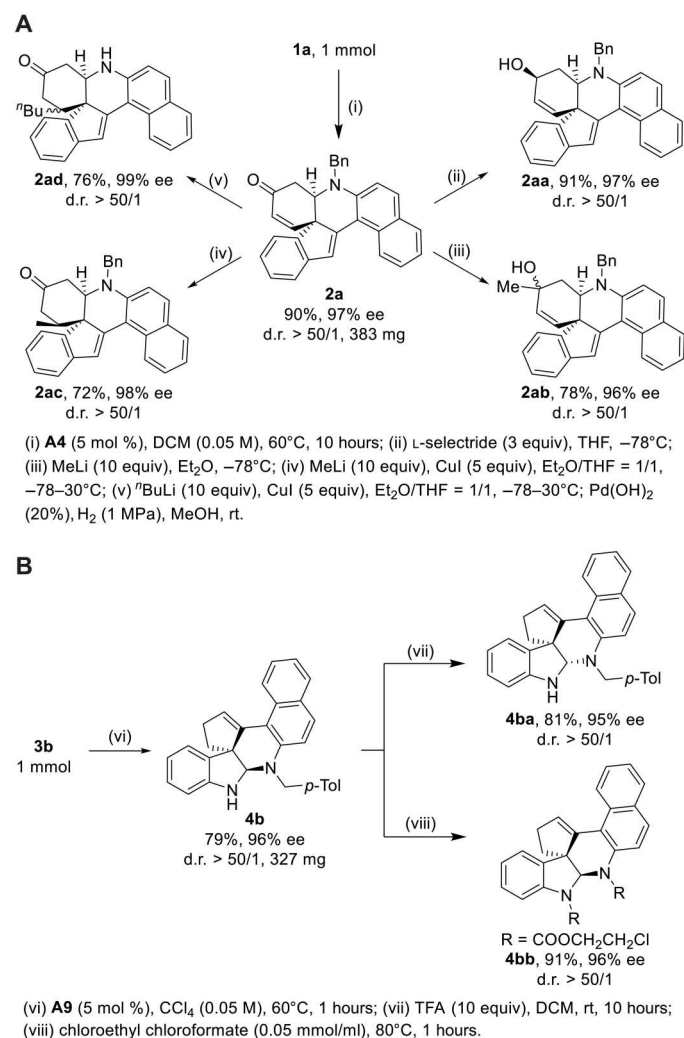 A
1a, 1 mmol
(i)
O
H
H
N
ⁿBu
2ad, 76%, 99% ee
d.r. > 50/1
(v)
O
H
Bn
N
2a
90%, 97% ee
d.r. > 50/1, 383 mg
(ii)
HO
H
Bn
N
2aa, 91%, 97% ee
d.r. > 50/1
(iv)
O
H
Bn
N
2ac, 72%, 98% ee
d.r. > 50/1
(iii)
HO
Me
H
Bn
N
2ab, 78%, 96% ee
d.r. > 50/1
(i) A4 (5 mol %), DCM (0.05 M), 60°C, 10 hours; (ii) L-selectride (3 equiv), THF, –78°C;
(iii) MeLi (10 equiv), Et₂O, –78°C; (iv) MeLi (10 equiv), CuI (5 equiv), Et₂O/THF = 1/1,
–78–30°C; (v) ⁿBuLi (10 equiv), CuI (5 equiv), Et₂O/THF = 1/1, –78–30°C; Pd(OH)₂
(20%), H₂ (1 MPa), MeOH, rt.
B
3b
1 mmol
(vi)
N
H
N
p-Tol
4b
79%, 96% ee
d.r. > 50/1, 327 mg
(vii)
N
H
N
p-Tol
4ba, 81%, 95% ee
d.r. > 50/1
(viii)
N
R
N
R
R = COOCH₂CH₂Cl
4bb, 91%, 96% ee
d.r. > 50/1
(vi) A9 (5 mol %), CCl₄ (0.05 M), 60°C, 1 hours; (vii) TFA (10 equiv), DCM, rt, 10 hours;
(viii) chloroethyl chloroformate (0.05 mmol/ml), 80°C, 1 hours.